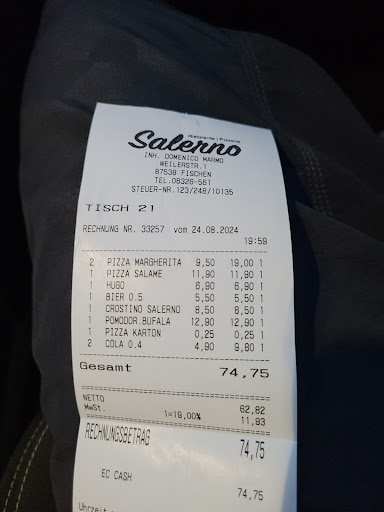 Ristorante | Pizzeria
Salerno
INH. DOMENICO MARMO
WEILERSTR.1
87538 FISCHEN
TEL.08326-561
STEUER-NR.123/248/10135
TISCH 21
RECHNUNG NR. 33257 vom 24.08.2024
19:59
2 PIZZA MARGHERITA 9,50 19,00 1
1 PIZZA SALAME 11,90 11,90 1
1 HUGO 6,90 6,90 1
1 BIER 0.5 5,50 5,50 1
1 CROSTINO SALERNO 8,50 8,50 1
1 POMODOR.BUFALA 12,90 12,90 1
1 PIZZA KARTON 0,25 0,25 1
2 COLA 0.4 4,90 9,80 1
Gesamt 74,75
NETTO 62,82
MwSt. 1=19,00% 11,93
RECHNUNGSBETRAG 74,75
EC CASH
74,75